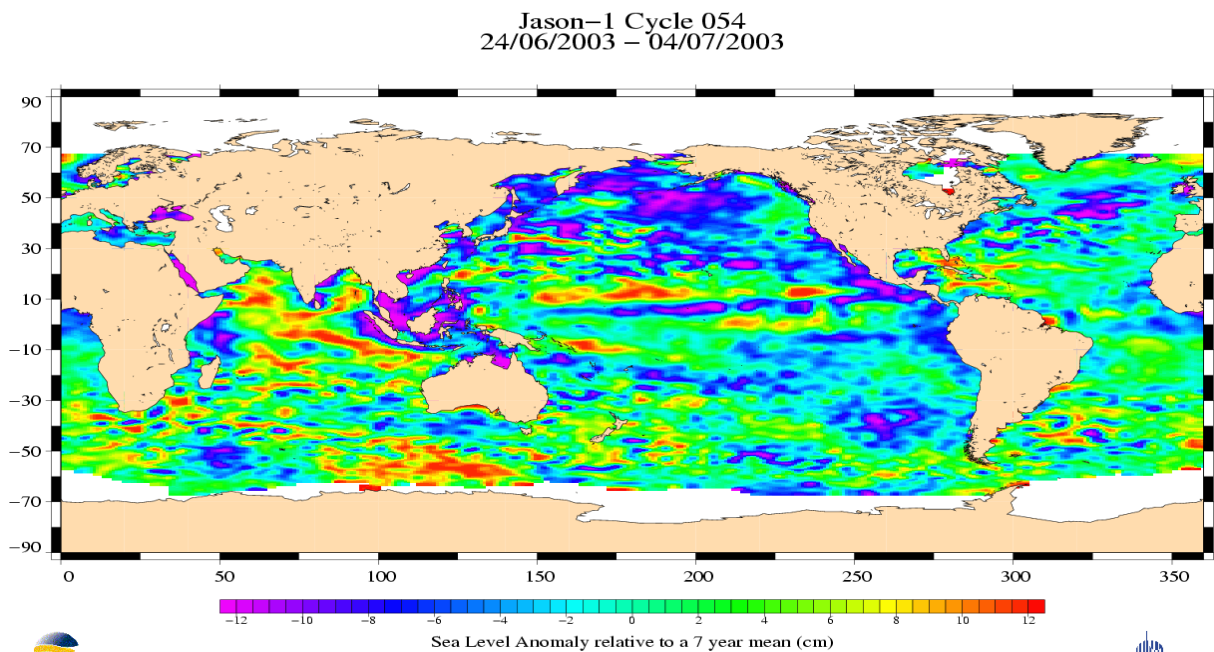 Jason−1 Cycle 054
24/06/2003 − 04/07/2003
90
70
50
30
10
−10
−30
−50
−70
−90
0 50 100 150 200 250 300 350
−12 −10 −8 −6 −4 −2 0 2 4 6 8 10 12
Sea Level Anomaly relative to a 7 year mean (cm)